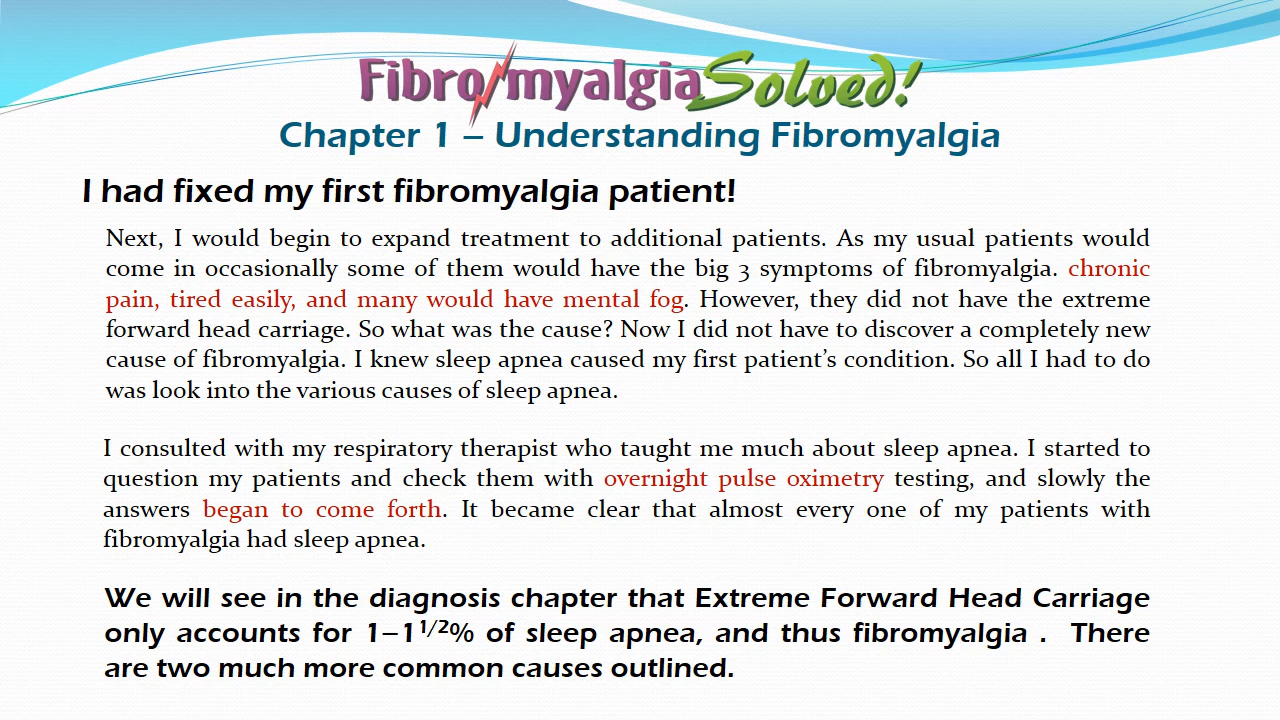 Fibromyalgia Solved!
Chapter 1 – Understanding Fibromyalgia
I had fixed my first fibromyalgia patient!
Next, I would begin to expand treatment to additional patients. As my usual patients would
come in occasionally some of them would have the big 3 symptoms of fibromyalgia. chronic
pain, tired easily, and many would have mental fog. However, they did not have the extreme
forward head carriage. So what was the cause? Now I did not have to discover a completely new
cause of fibromyalgia. I knew sleep apnea caused my first patient’s condition. So all I had to do
was look into the various causes of sleep apnea.
I consulted with my respiratory therapist who taught me much about sleep apnea. I started to
question my patients and check them with overnight pulse oximetry testing, and slowly the
answers began to come forth. It became clear that almost every one of my patients with
fibromyalgia had sleep apnea.
We will see in the diagnosis chapter that Extreme Forward Head Carriage
only accounts for 1–1¹/²% of sleep apnea, and thus fibromyalgia . There
are two much more common causes outlined.